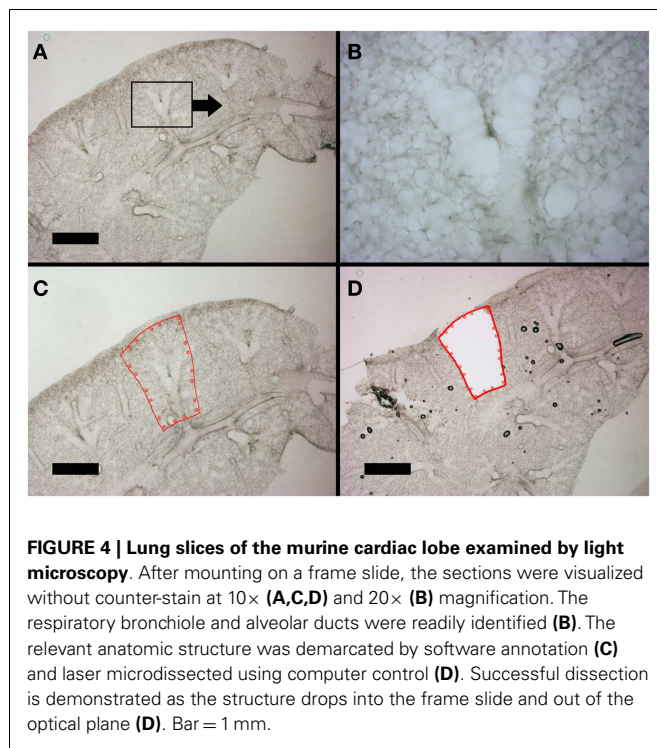 A
B
C
D
FIGURE 4 | Lung slices of the murine cardiac lobe examined by light
microscopy. After mounting on a frame slide, the sections were visualized
without counter-stain at 10× (A,C,D) and 20× (B) magnification. The
respiratory bronchiole and alveolar ducts were readily identified (B). The
relevant anatomic structure was demarcated by software annotation (C)
and laser microdissected using computer control (D). Successful dissection
is demonstrated as the structure drops into the frame slide and out of the
optical plane (D). Bar = 1 mm.